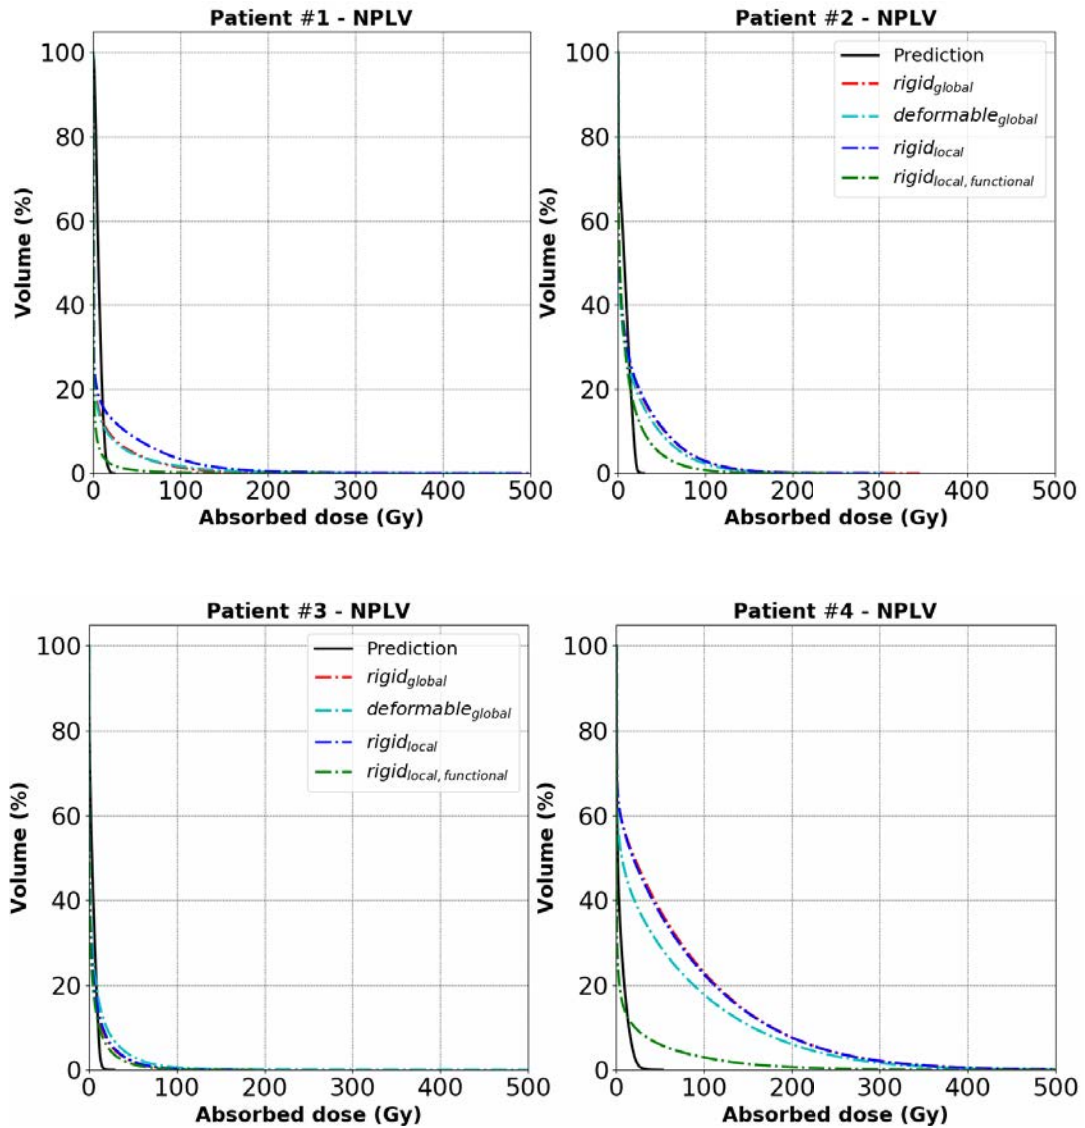 Patient #1 - NPLV
100
80
60
40
20
0
Volume (%)
0 100 200 300 400 500
Absorbed dose (Gy)
Patient #2 - NPLV
100
80
60
40
20
0
Volume (%)
Prediction
rigid_global
deformable_global
rigid_local
rigid_local, functional
0 100 200 300 400 500
Absorbed dose (Gy)
Patient #3 - NPLV
100
80
60
40
20
0
Volume (%)
Prediction
rigid_global
deformable_global
rigid_local
rigid_local, functional
0 100 200 300 400 500
Absorbed dose (Gy)
Patient #4 - NPLV
100
80
60
40
20
0
Volume (%)
0 100 200 300 400 500
Absorbed dose (Gy)